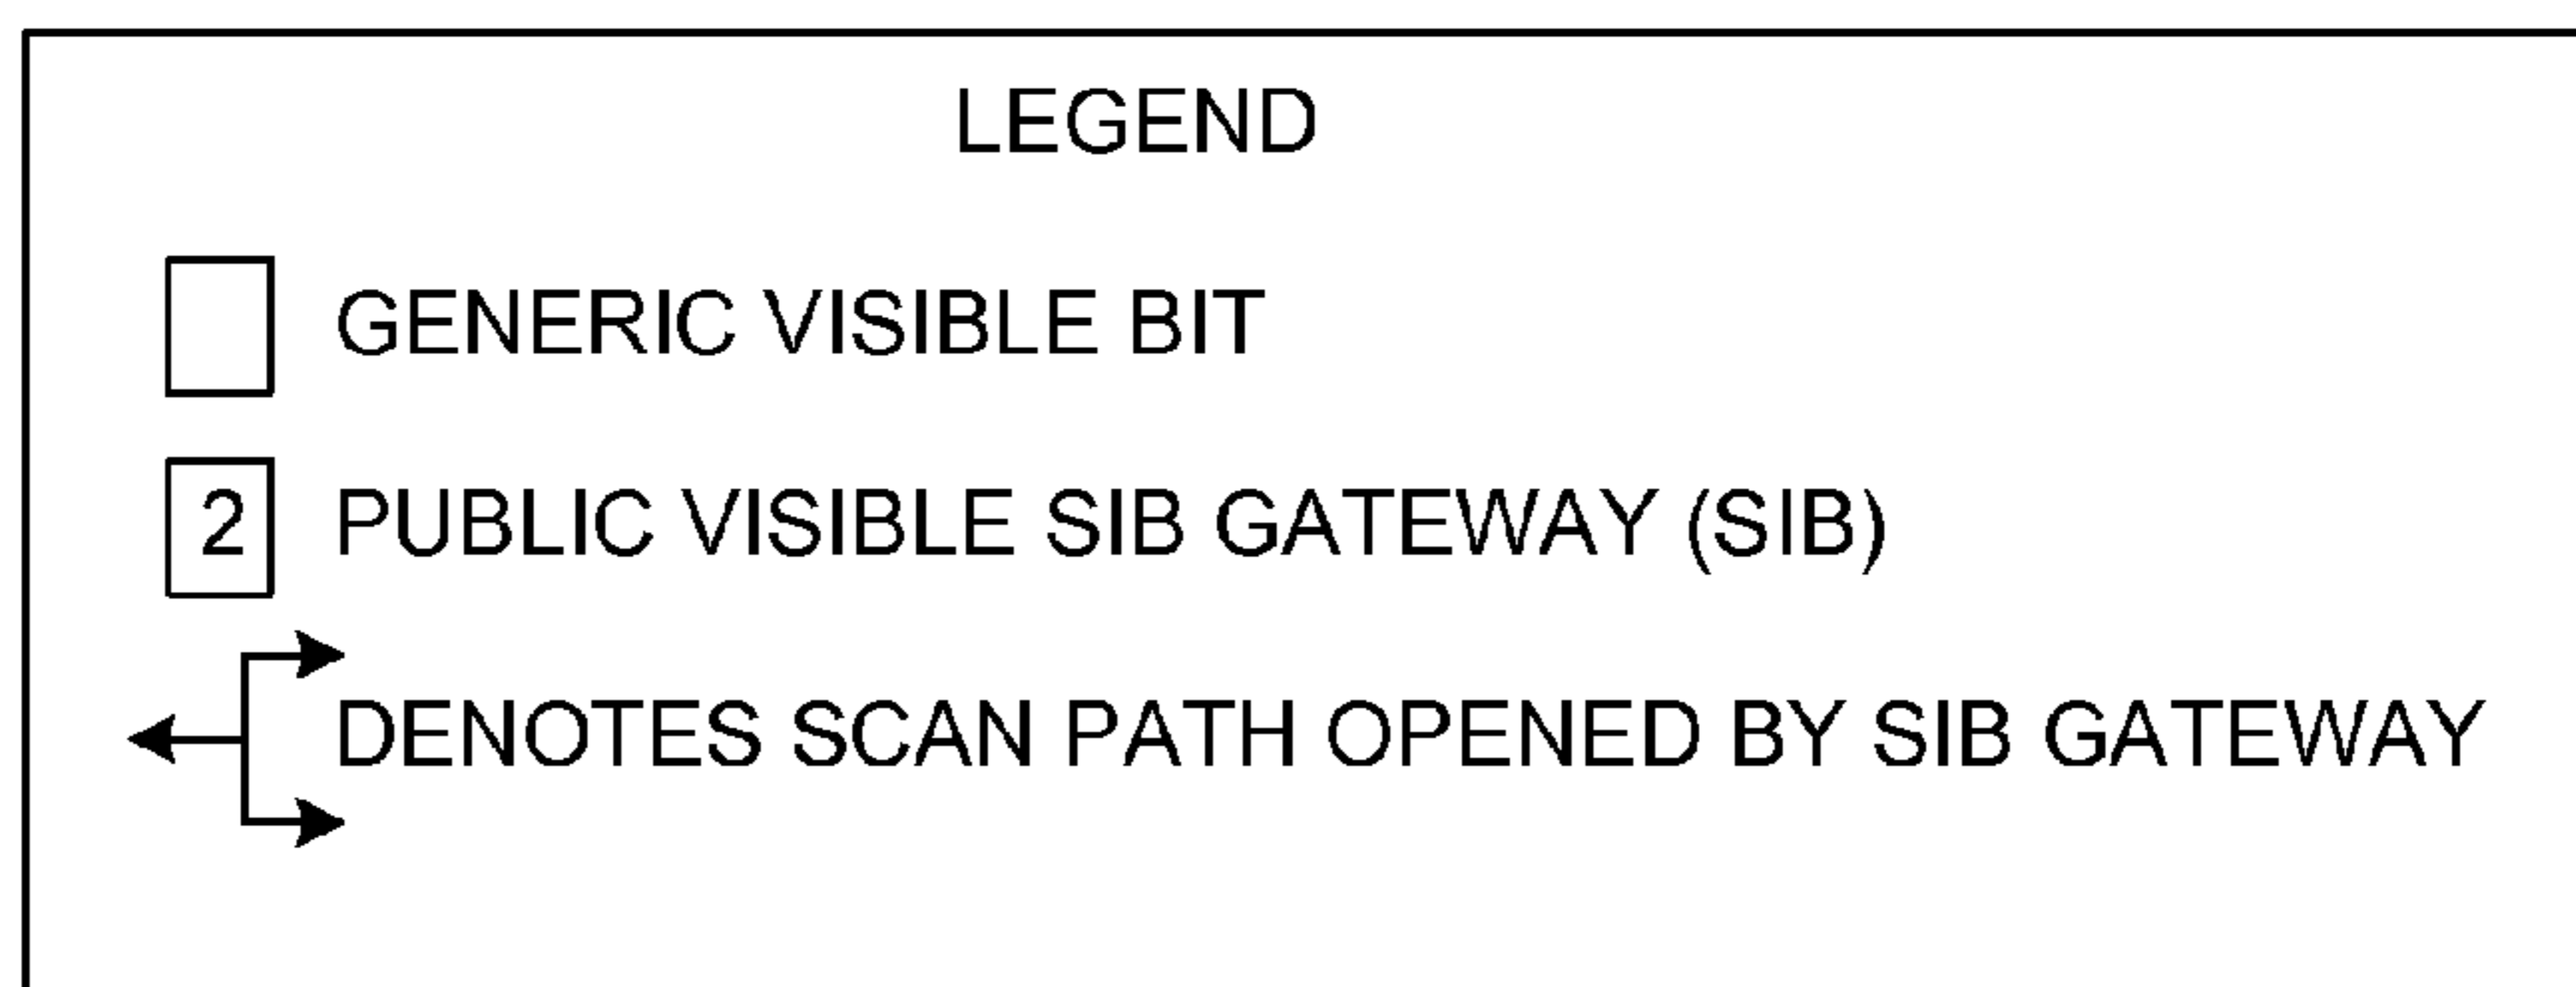 LEGEND
GENERIC VISIBLE BIT
2 PUBLIC VISIBLE SIB GATEWAY (SIB)
DENOTES SCAN PATH OPENED BY SIB GATEWAY